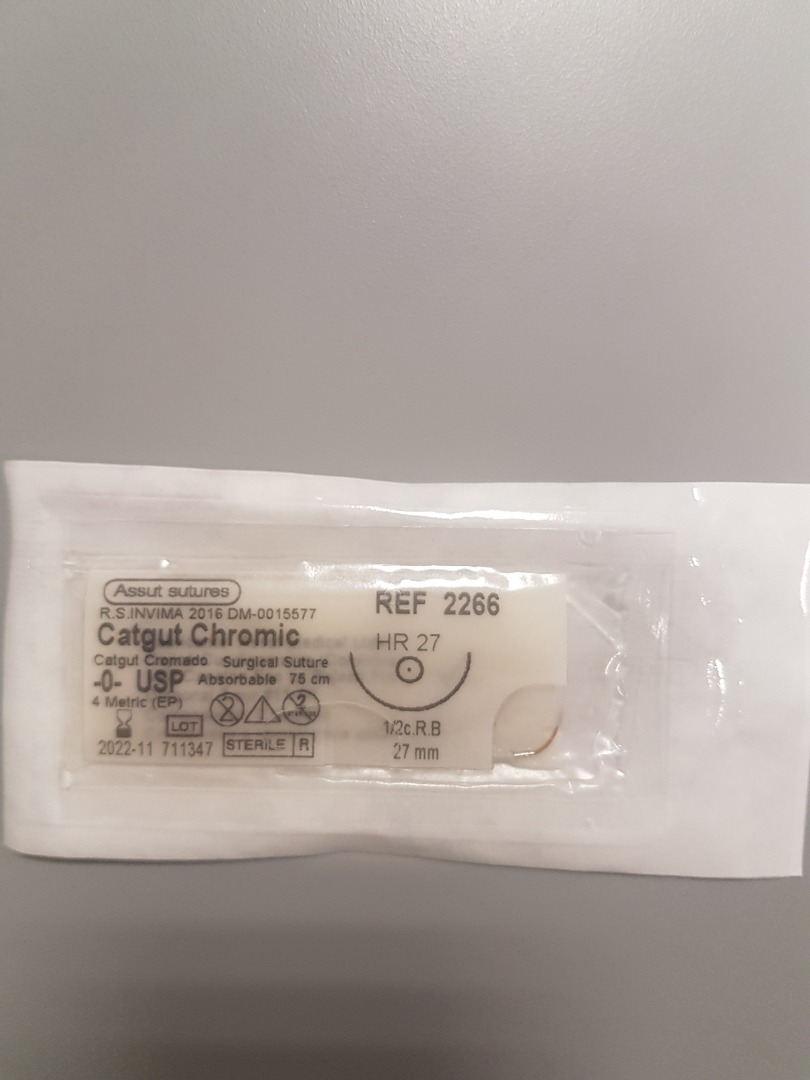 Assut sutures
R.S.INVIMA 2016 DM-0015577
Catgut Chromic
Catgut Cromado Surgical Suture
-0- USP Absorbable 75 cm
4 Metric (EP)
LOT
2022-11 711347 STERILE R
REF 2266
HR 27
1/2c.R.B
27 mm